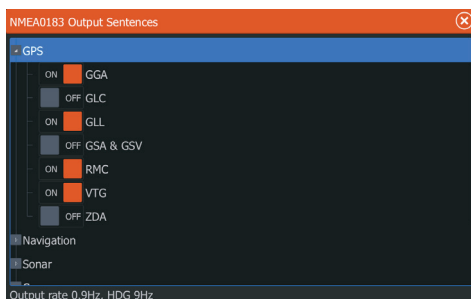 NMEA0183 Output Sentences
GPS
ON GGA
OFF GLC
ON GLL
OFF GSA & GSV
ON RMC
ON VTG
OFF ZDA
Navigation
Sonar
Output rate 0.9Hz, HDG 9Hz